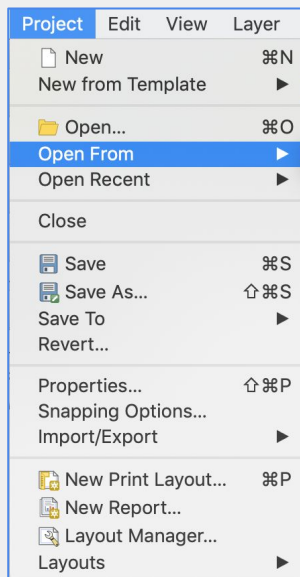 Project Edit View Layer
New ⌘N
New from Template ▶
Open... ⌘O
Open From ▶
Open Recent ▶
Close
Save ⌘S
Save As... ⇧⌘S
Save To ▶
Revert...
Properties... ⇧⌘P
Snapping Options...
Import/Export ▶
New Print Layout... ⌘P
New Report...
Layout Manager...
Layouts ▶